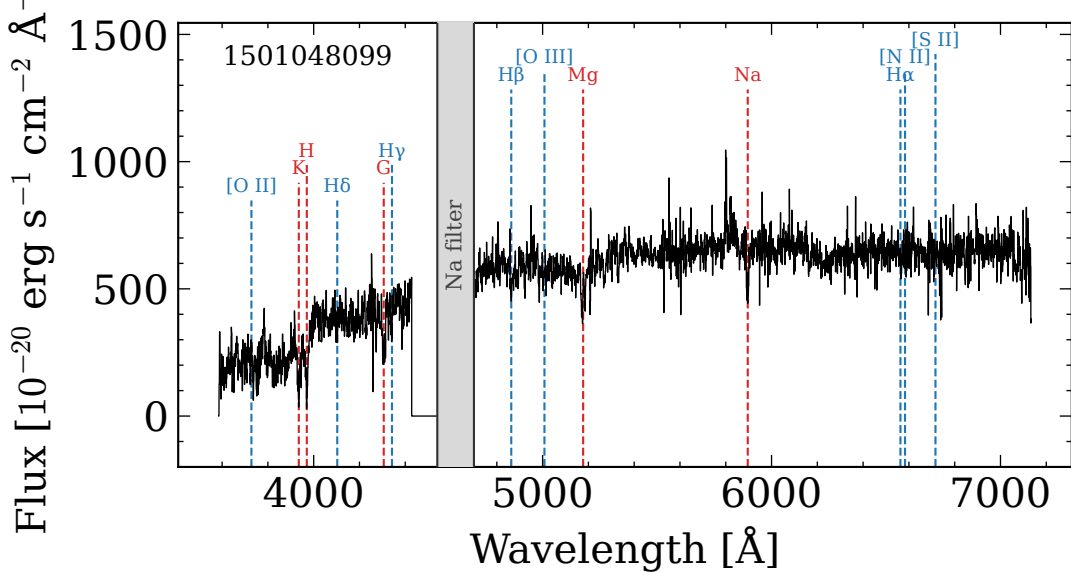 1500
1000
500
0
Flux [10⁻²⁰ erg s⁻¹ cm⁻² Å⁻
1501048099
[O II]
K
H
Hδ
G
Hγ
Na filter
Hβ
[O III]
Mg
Na
[N II]
Hα
[S II]
4000 5000 6000 7000
Wavelength [Å]